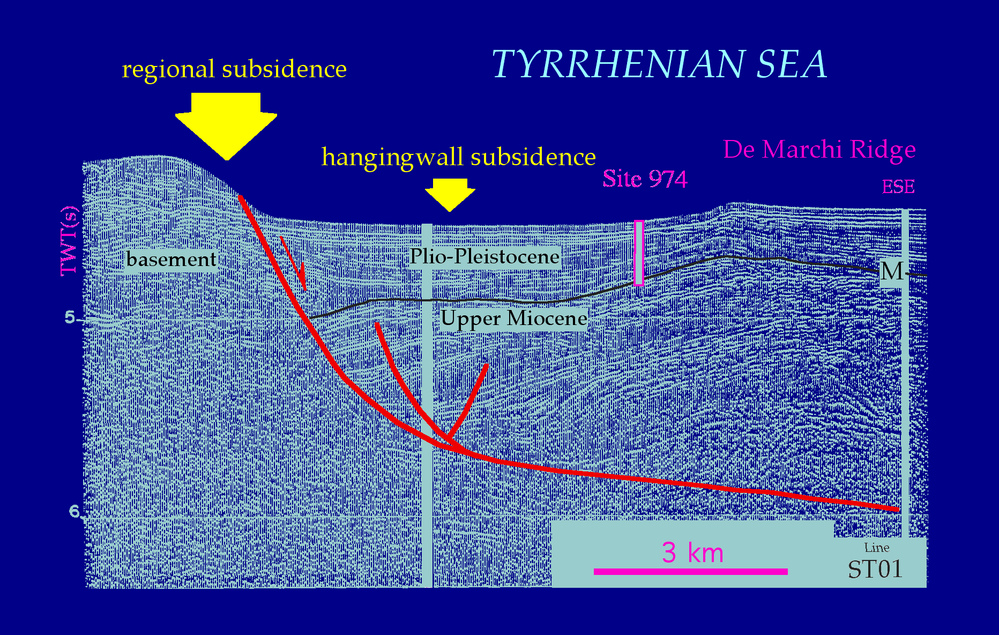 TYRRHENIAN SEA
regional subsidence
hangingwall subsidence
De Marchi Ridge
Site 974
ESE
TWT(s)
basement
Plio-Pleistocene
M
5
Upper Miocene
6
3 km
Line
ST01